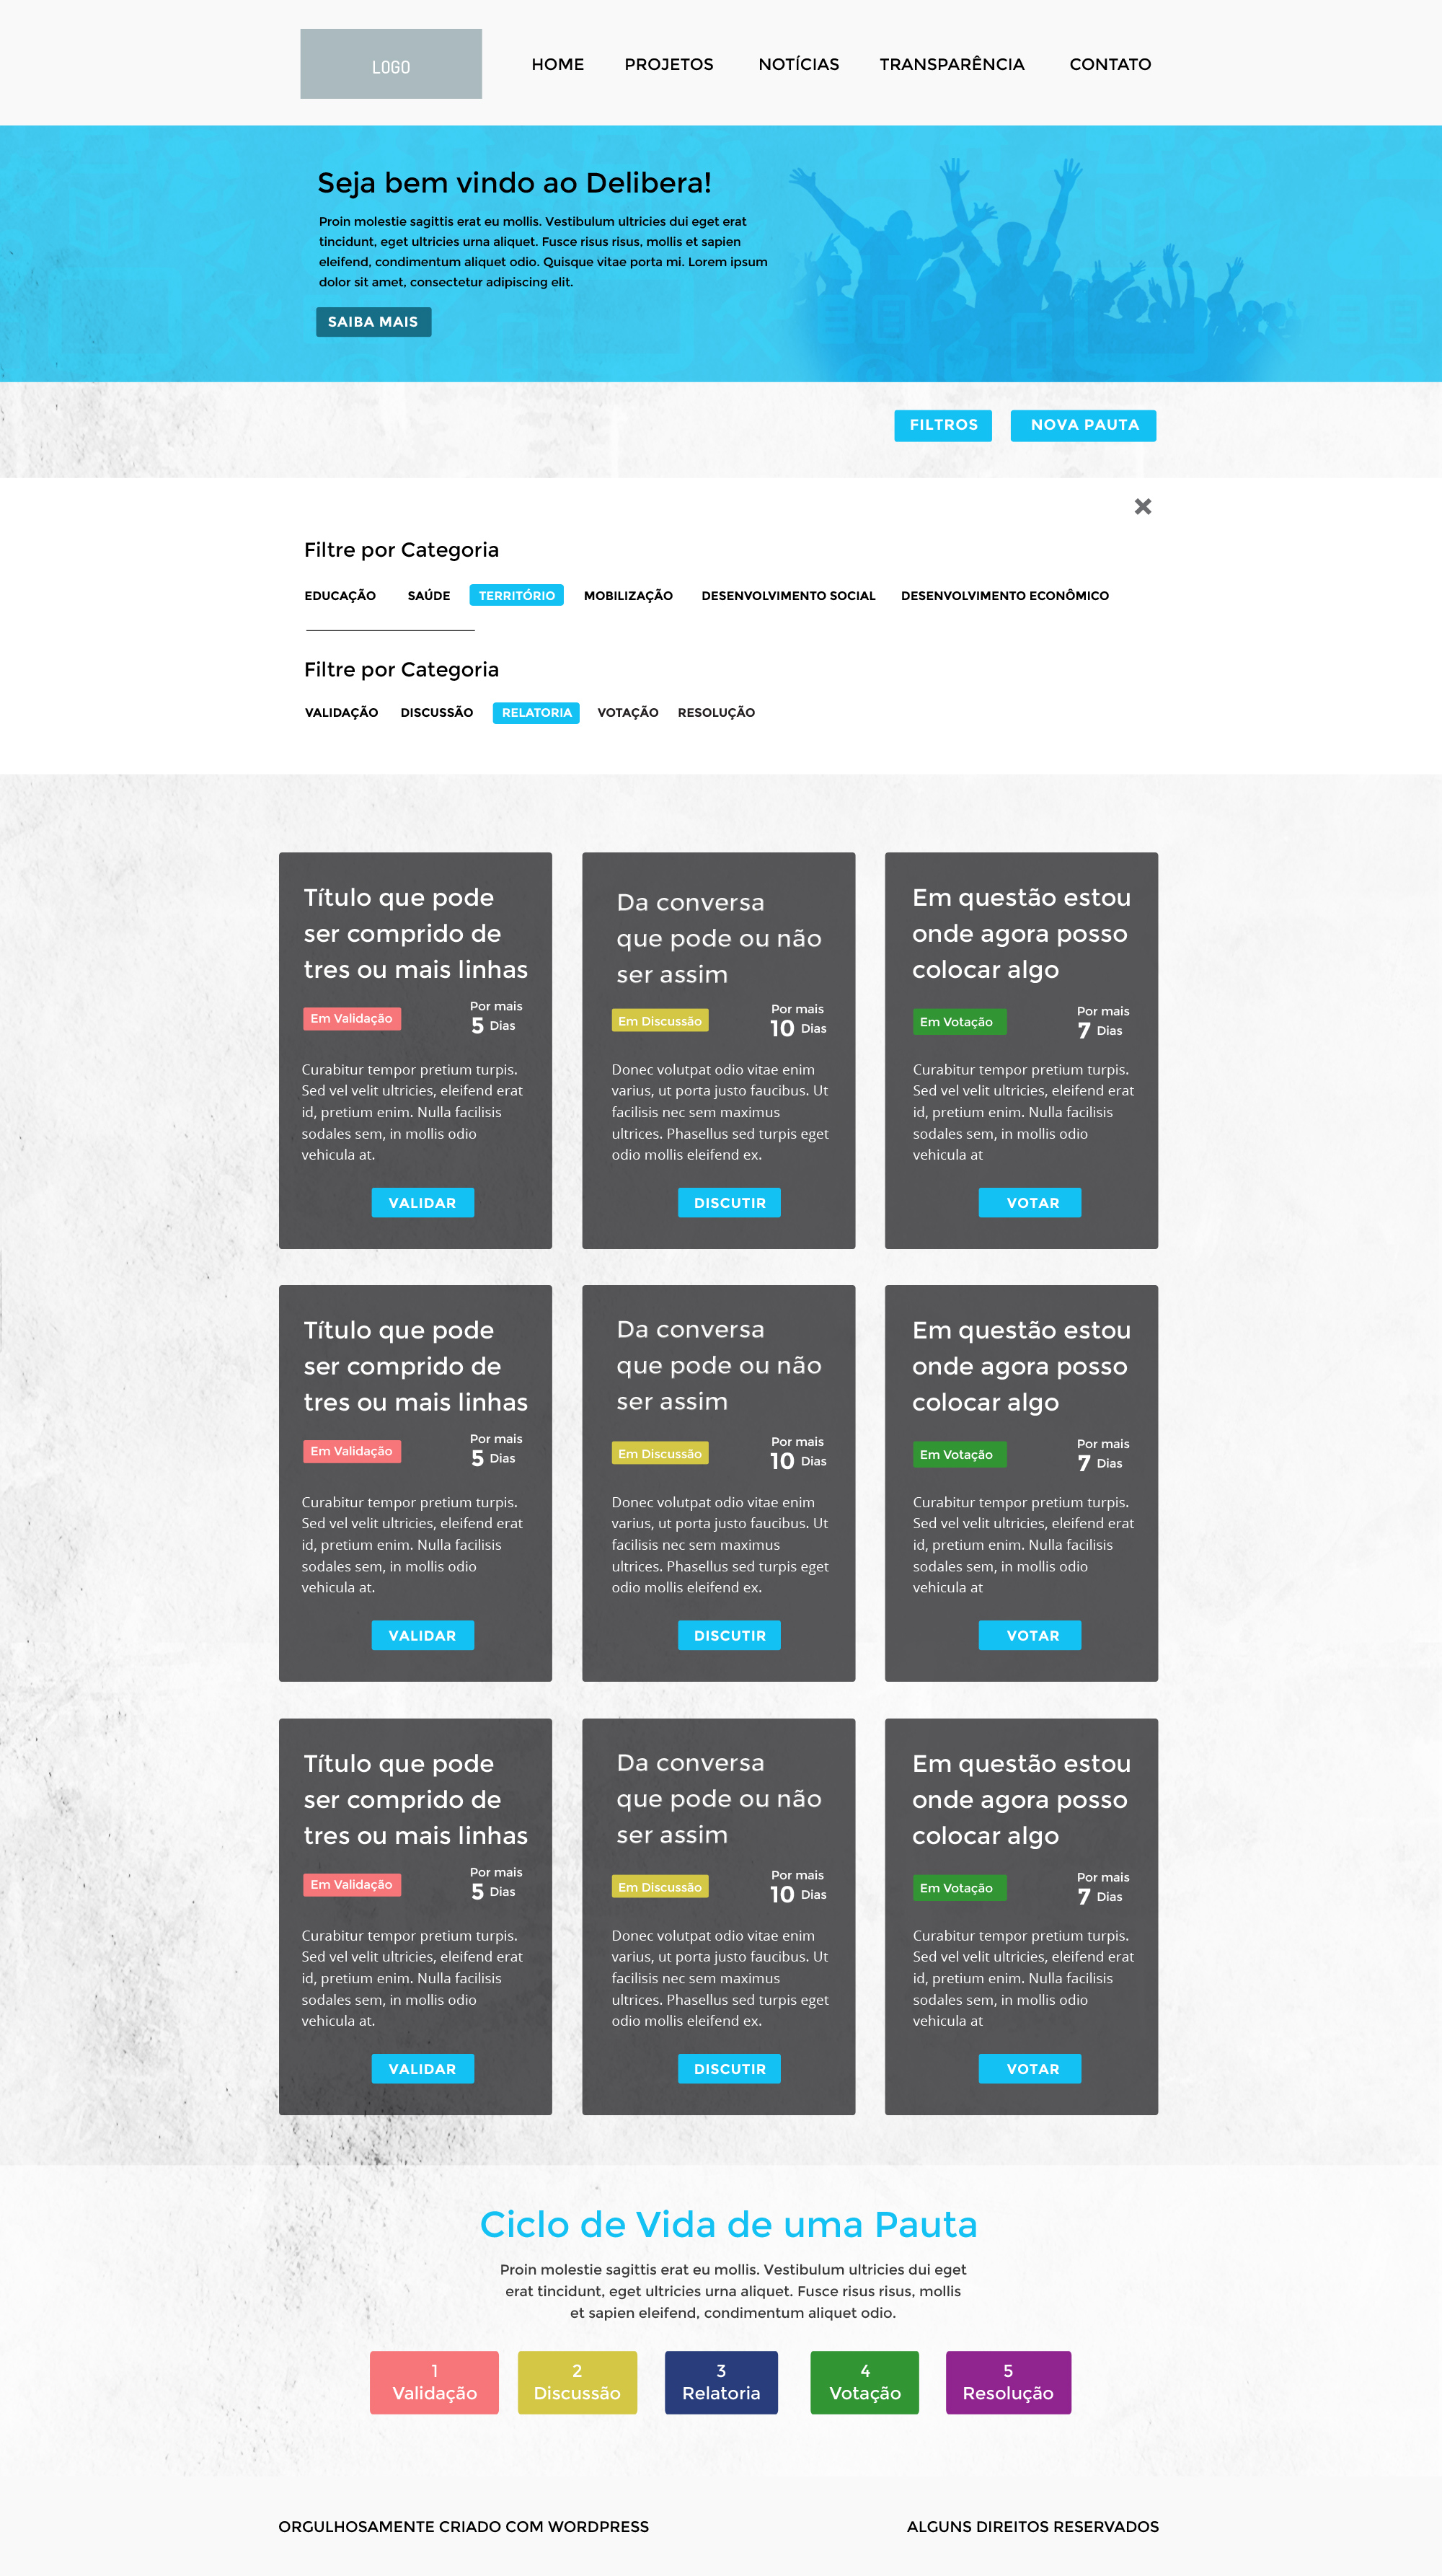 LOGO
HOME PROJETOS NOTÍCIAS TRANSPARÊNCIA CONTATO
Seja bem vindo ao Delibera!
Proin molestie sagittis erat eu mollis. Vestibulum ultricies dui eget erat
tincidunt, eget ultricies urna aliquet. Fusce risus risus, mollis et sapien
eleifend, condimentum aliquet odio. Quisque vitae porta mi. Lorem ipsum
dolor sit amet, consectetur adipiscing elit.
SAIBA MAIS
FILTROS NOVA PAUTA
Filtre por Categoria
EDUCAÇÃO SAÚDE TERRITÓRIO MOBILIZAÇÃO DESENVOLVIMENTO SOCIAL DESENVOLVIMENTO ECONÔMICO
Filtre por Categoria
VALIDAÇÃO DISCUSSÃO RELATORIA VOTAÇÃO RESOLUÇÃO
Título que pode
ser comprido de
tres ou mais linhas
Em Validação
Por mais
5 Dias
Curabitur tempor pretium turpis.
Sed vel velit ultricies, eleifend erat
id, pretium enim. Nulla facilisis
sodales sem, in mollis odio
vehicula at.
VALIDAR
Da conversa
que pode ou não
ser assim
Em Discussão
Por mais
10 Dias
Donec volutpat odio vitae enim
varius, ut porta justo faucibus. Ut
facilisis nec sem maximus
ultrices. Phasellus sed turpis eget
odio mollis eleifend ex.
DISCUTIR
Em questão estou
onde agora posso
colocar algo
Em Votação
Por mais
7 Dias
Curabitur tempor pretium turpis.
Sed vel velit ultricies, eleifend erat
id, pretium enim. Nulla facilisis
sodales sem, in mollis odio
vehicula at
VOTAR
Título que pode
ser comprido de
tres ou mais linhas
Em Validação
Por mais
5 Dias
Curabitur tempor pretium turpis.
Sed vel velit ultricies, eleifend erat
id, pretium enim. Nulla facilisis
sodales sem, in mollis odio
vehicula at.
VALIDAR
Da conversa
que pode ou não
ser assim
Em Discussão
Por mais
10 Dias
Donec volutpat odio vitae enim
varius, ut porta justo faucibus. Ut
facilisis nec sem maximus
ultrices. Phasellus sed turpis eget
odio mollis eleifend ex.
DISCUTIR
Em questão estou
onde agora posso
colocar algo
Em Votação
Por mais
7 Dias
Curabitur tempor pretium turpis.
Sed vel velit ultricies, eleifend erat
id, pretium enim. Nulla facilisis
sodales sem, in mollis odio
vehicula at
VOTAR
Título que pode
ser comprido de
tres ou mais linhas
Em Validação
Por mais
5 Dias
Curabitur tempor pretium turpis.
Sed vel velit ultricies, eleifend erat
id, pretium enim. Nulla facilisis
sodales sem, in mollis odio
vehicula at.
VALIDAR
Da conversa
que pode ou não
ser assim
Em Discussão
Por mais
10 Dias
Donec volutpat odio vitae enim
varius, ut porta justo faucibus. Ut
facilisis nec sem maximus
ultrices. Phasellus sed turpis eget
odio mollis eleifend ex.
DISCUTIR
Em questão estou
onde agora posso
colocar algo
Em Votação
Por mais
7 Dias
Curabitur tempor pretium turpis.
Sed vel velit ultricies, eleifend erat
id, pretium enim. Nulla facilisis
sodales sem, in mollis odio
vehicula at
VOTAR
Ciclo de Vida de uma Pauta
Proin molestie sagittis erat eu mollis. Vestibulum ultricies dui eget
erat tincidunt, eget ultricies urna aliquet. Fusce risus risus, mollis
et sapien eleifend, condimentum aliquet odio.
1
Validação
2
Discussão
3
Relatoria
4
Votação
5
Resolução
ORGULHOSAMENTE CRIADO COM WORDPRESS ALGUNS DIREITOS RESERVADOS